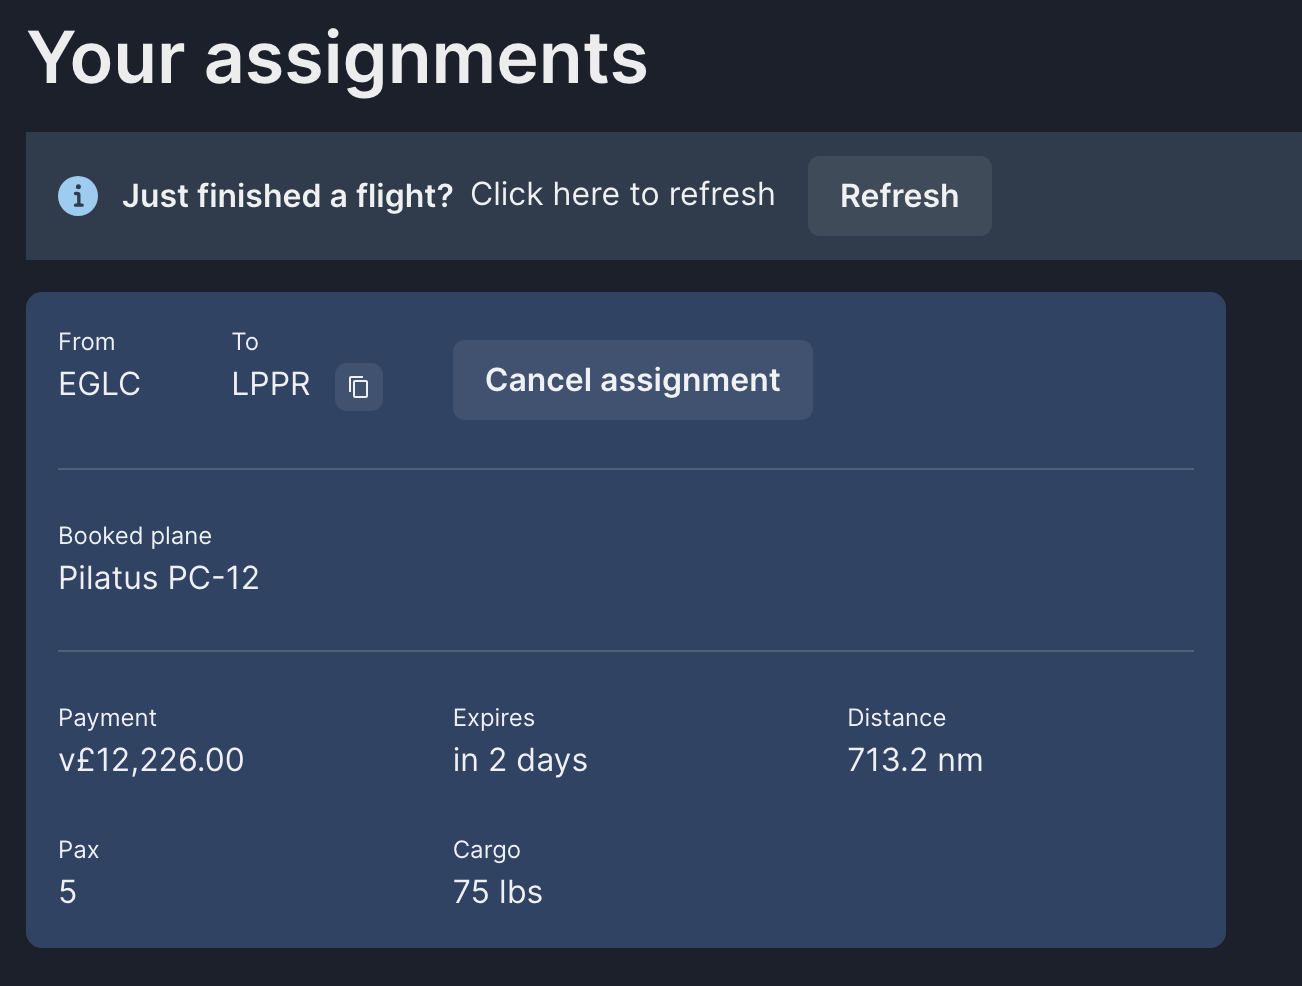 Your assignments
Just finished a flight? Click here to refresh Refresh
From To
EGLC LPPR Cancel assignment
Booked plane
Pilatus PC-12
Payment Expires Distance
v£12,226.00 in 2 days 713.2 nm
Pax Cargo
5 75 lbs